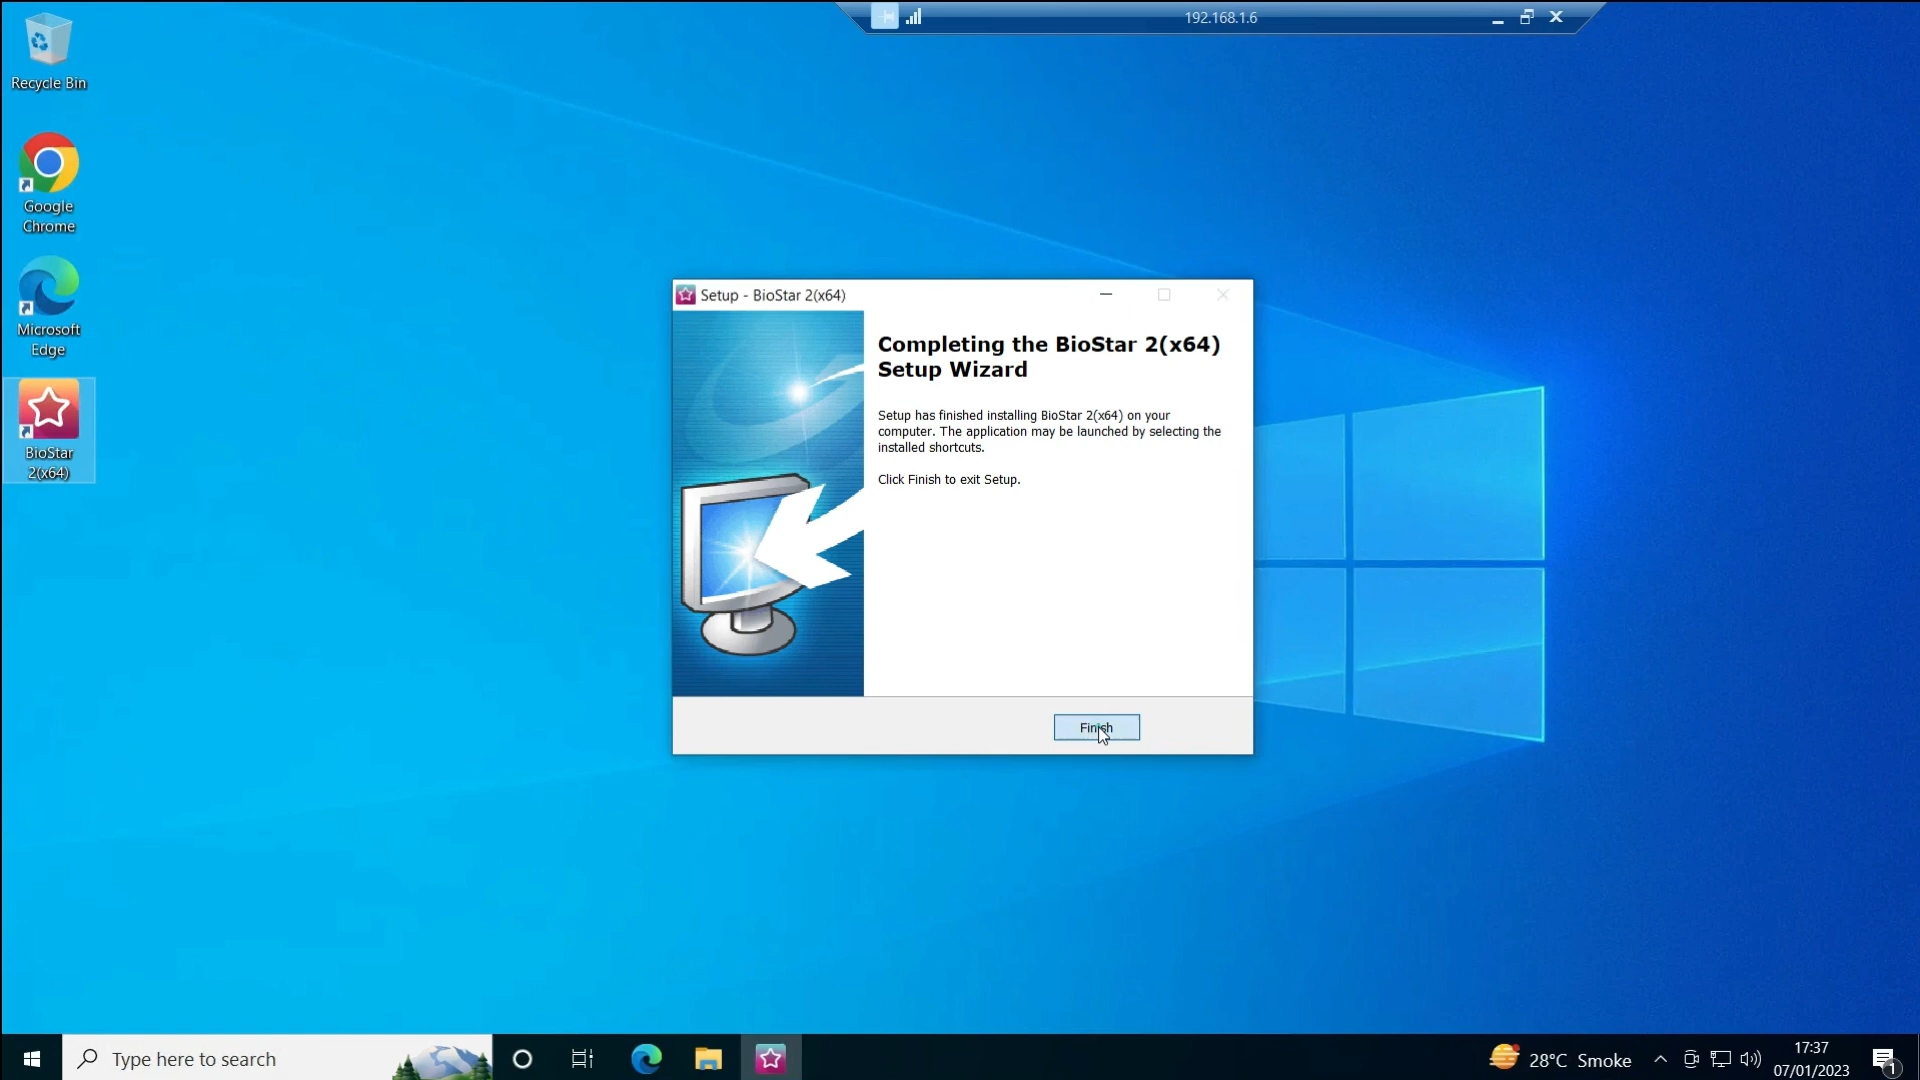 192.168.1.6
Recycle Bin
Google
Chrome
Microsoft
Edge
BioStar
2(x64)
Setup - BioStar 2(x64)
Completing the BioStar 2(x64)
Setup Wizard
Setup has finished installing BioStar 2(x64) on your
computer. The application may be launched by selecting the
installed shortcuts.
Click Finish to exit Setup.
Finish
Type here to search
28°C Smoke
17:37
07/01/2023
1